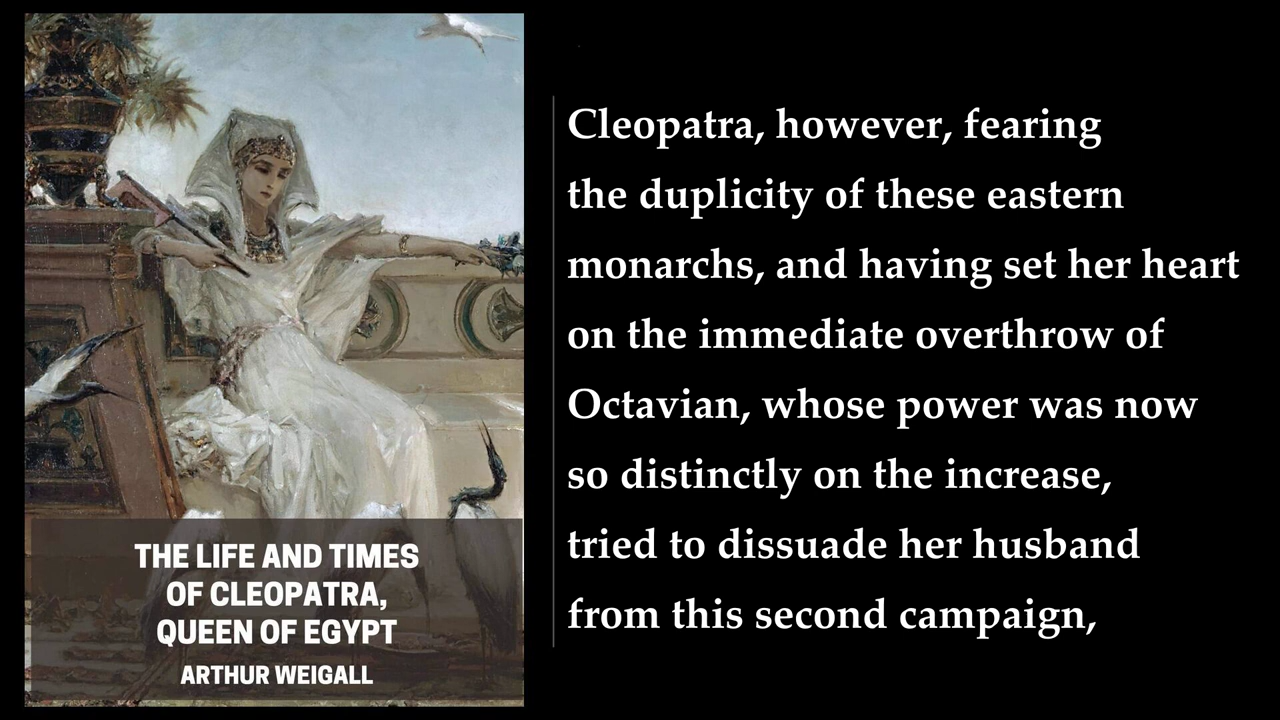 THE LIFE AND TIMES
OF CLEOPATRA,
QUEEN OF EGYPT
ARTHUR WEIGALL
Cleopatra, however, fearing
the duplicity of these eastern
monarchs, and having set her heart
on the immediate overthrow of
Octavian, whose power was now
so distinctly on the increase,
tried to dissuade her husband
from this second campaign,